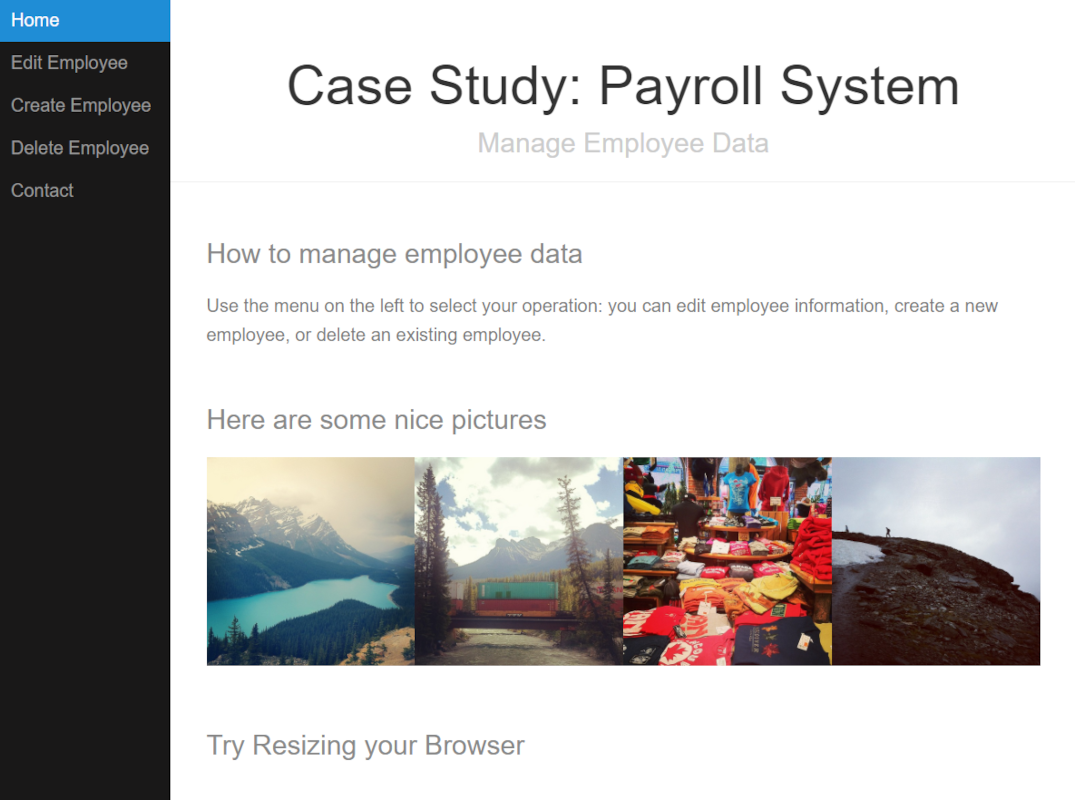 Home
Edit Employee
Create Employee
Delete Employee
Contact
Case Study: Payroll System
Manage Employee Data
How to manage employee data
Use the menu on the left to select your operation: you can edit employee information, create a new
employee, or delete an existing employee.
Here are some nice pictures
Try Resizing your Browser